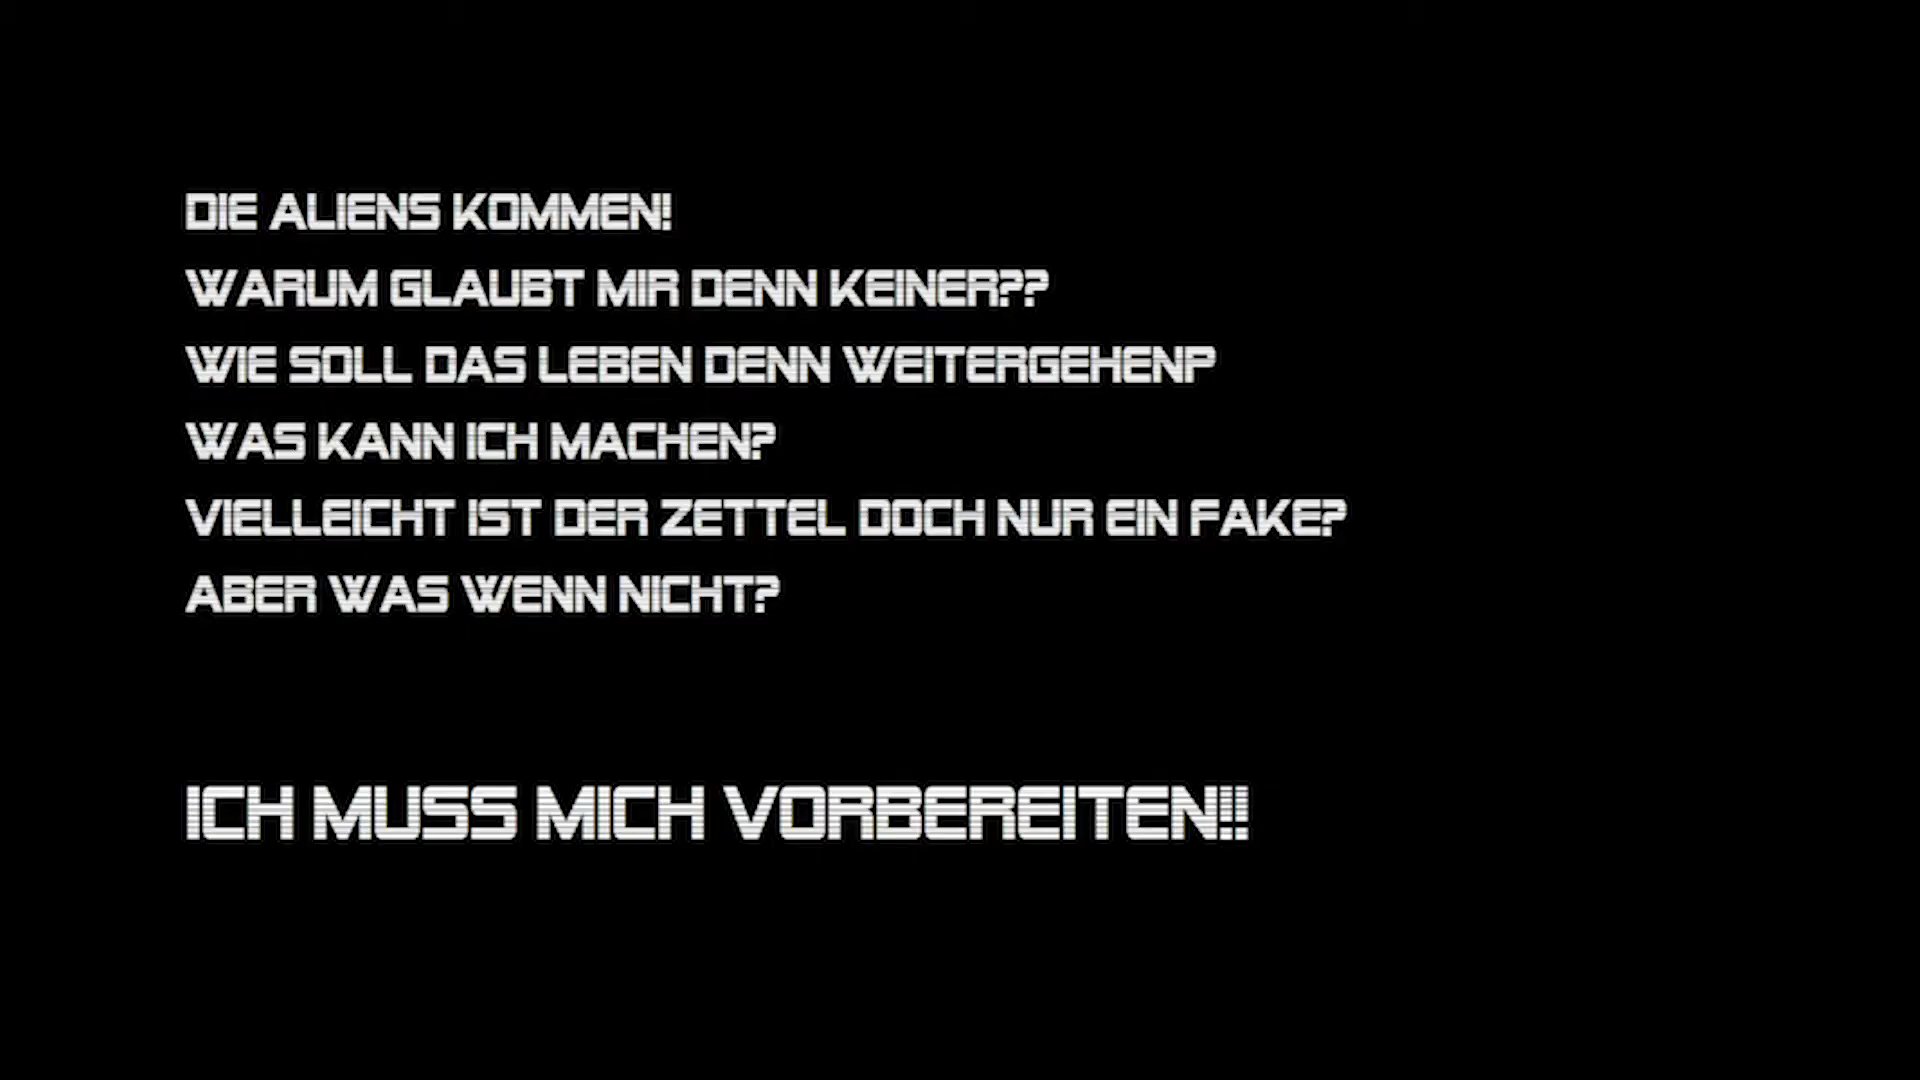 DIE ALIENS KOMMEN!
WARUM GLAUBT MIR DENN KEINER??
WIE SOLL DAS LEBEN DENN WEITERGEHENP
WAS KANN ICH MACHEN?
VIELLEICHT IST DER ZETTEL DOCH NUR EIN FAKE?
ABER WAS WENN NICHT?
ICH MUSS MICH VORBEREITEN!!